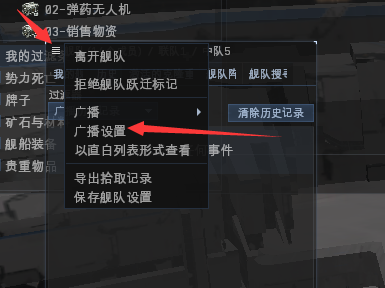 02-弹药无人机
03-销售物资
我的过
离开舰队
/ 队5
拒绝舰队跃迁标记
舰队阵 舰队搜寻
势力死
过
牌子
广
广播
清除历史记录
矿石与材
广播设置
舰船装备
以直白列表形式查看
事件
贵重物品
导出拾取记录
保存舰队设置